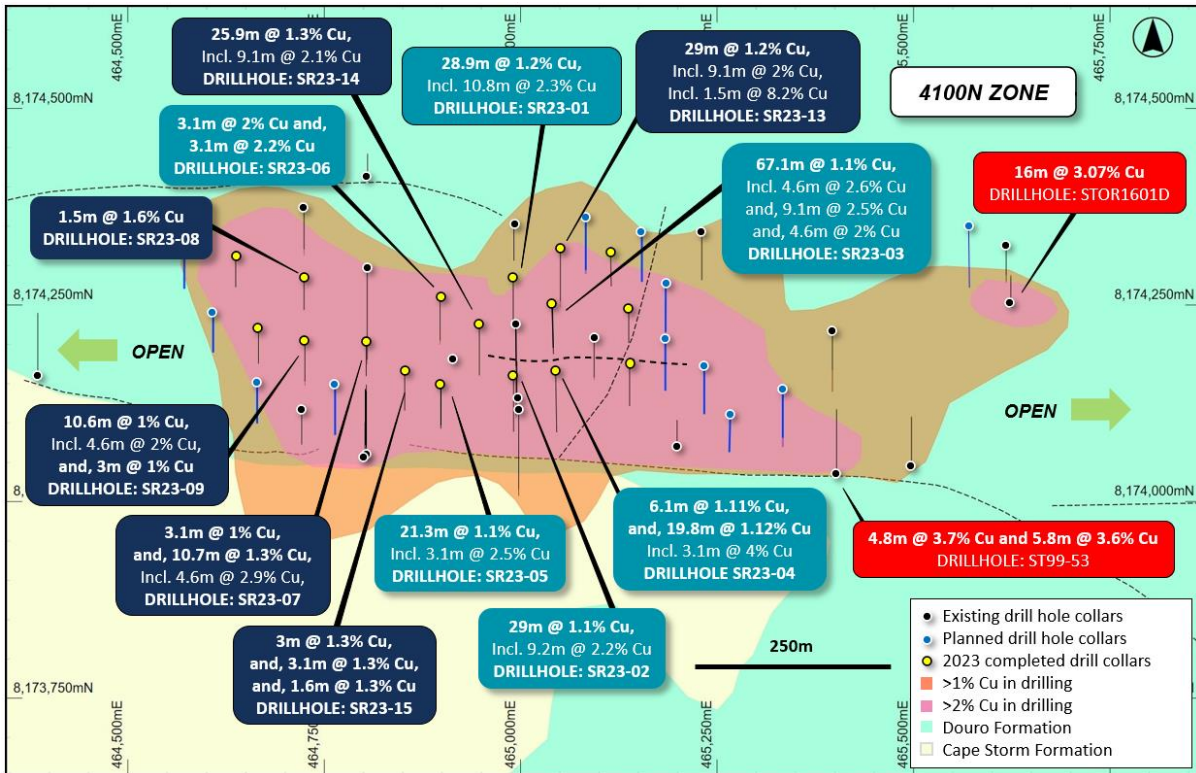 464,500mE
464,750mE
,000mE
465,250mE
465,500mE
465,750mE
8,174,500mN
8,174,500mN
25.9m @ 1.3% Cu,
Incl. 9.1m @ 2.1% Cu
DRILLHOLE: SR23-14
28.9m @ 1.2% Cu,
Incl. 10.8m @ 2.3% Cu
DRILLHOLE: SR23-01
29m @ 1.2% Cu,
Incl. 9.1m @ 2% Cu,
Incl. 1.5m @ 8.2% Cu
DRILLHOLE: SR23-13
4100N ZONE
3.1m @ 2% Cu and,
3.1m @ 2.2% Cu
DRILLHOLE: SR23-06
67.1m @ 1.1% Cu,
Incl. 4.6m @ 2.6% Cu
and, 9.1m @ 2.5% Cu
and, 4.6m @ 2% Cu
DRILLHOLE: SR23-03
16m @ 3.07% Cu
DRILLHOLE: STOR1601D
1.5m @ 1.6% Cu
DRILLHOLE: SR23-08
8,174,250mN
8,174,250mN
OPEN
OPEN
10.6m @ 1% Cu,
Incl. 4.6m @ 2% Cu,
and, 3m @ 1% Cu
DRILLHOLE: SR23-09
8,174,000mN
8,174,000mN
3.1m @ 1% Cu,
and, 10.7m @ 1.3% Cu,
Incl. 4.6m @ 2.9% Cu,
DRILLHOLE: SR23-07
21.3m @ 1.1% Cu,
Incl. 3.1m @ 2.5% Cu
DRILLHOLE: SR23-05
6.1m @ 1.11% Cu,
and, 19.8m @ 1.12% Cu
Incl. 3.1m @ 4% Cu
DRILLHOLE SR23-04
4.8m @ 3.7% Cu and 5.8m @ 3.6% Cu
DRILLHOLE: ST99-53
3m @ 1.3% Cu,
and, 3.1m @ 1.3% Cu,
and, 1.6m @ 1.3% Cu
DRILLHOLE: SR23-15
29m @ 1.1% Cu,
Incl. 9.2m @ 2.2% Cu
DRILLHOLE: SR23-02
250m
Existing drill hole collars
Planned drill hole collars
2023 completed drill collars
>1% Cu in drilling
>2% Cu in drilling
Douro Formation
Cape Storm Formation
8,173,750mN
464,500mE
464,750mE
465,000mE
465,250mE